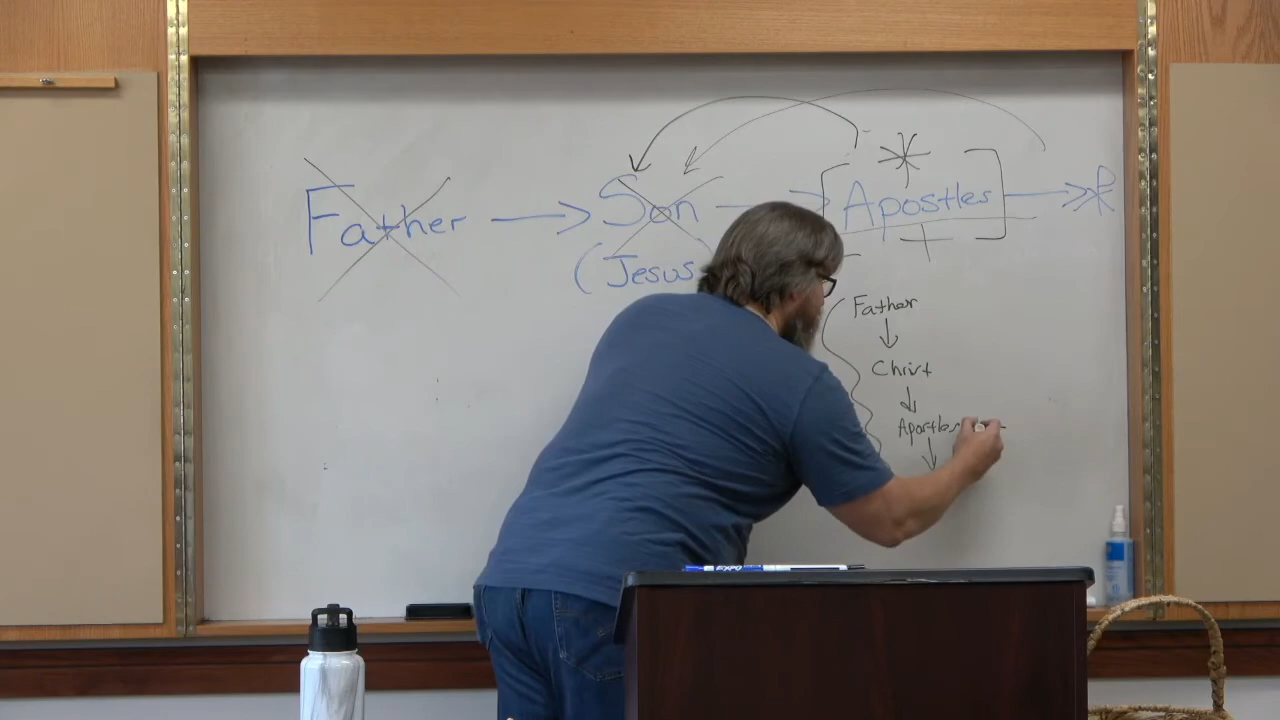 Father → Son → Apostles →
(Jesus
Father
↓
Christ
↓
Apostles
↓
EXPO